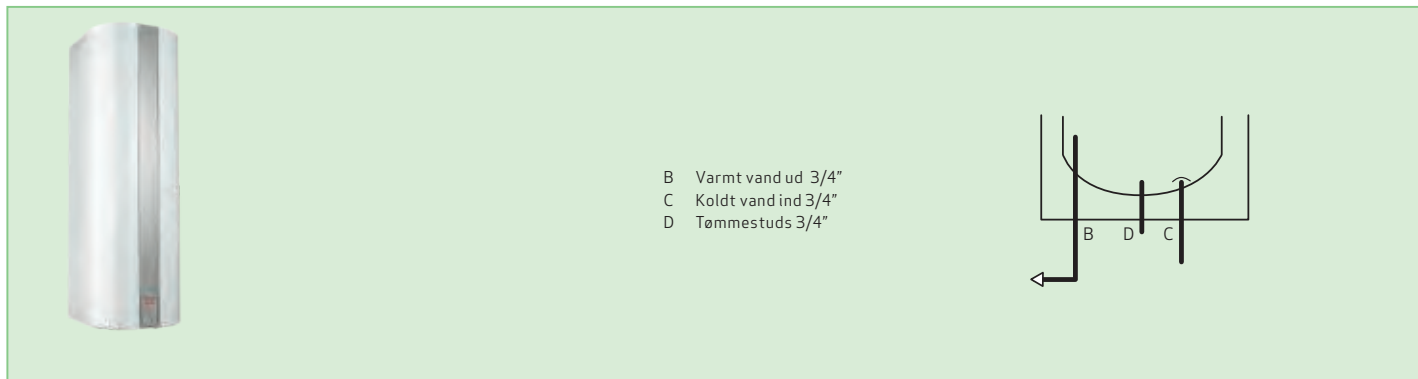 B Varmt vand ud 3/4”
C Koldt vand ind 3/4”
D Tømmestuds 3/4”
B D C